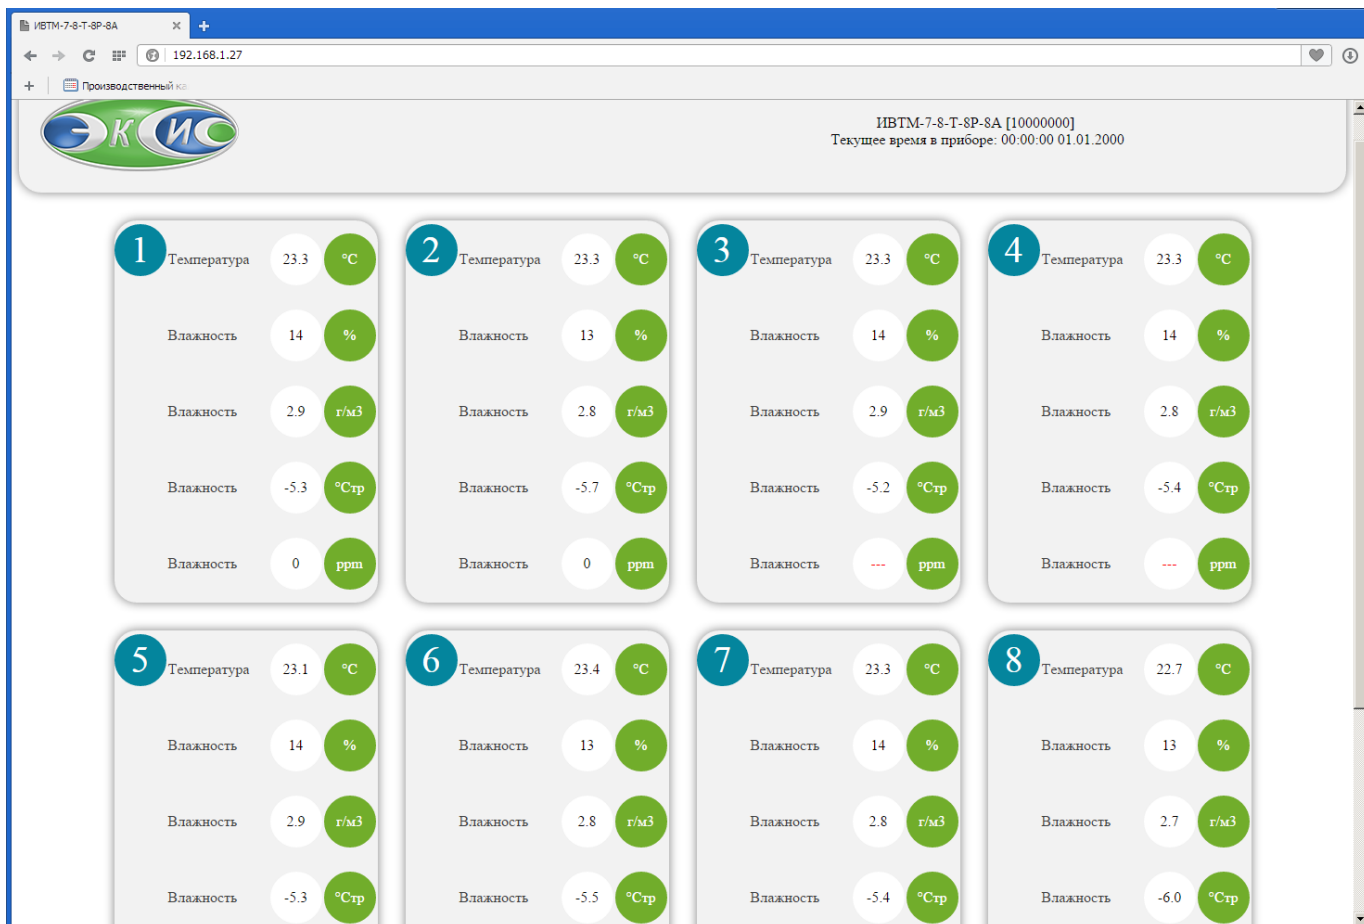 ИВТМ-7-8-Т-8Р-8А
192.168.1.27
Производственный ка
ЭКИС
ИВТМ-7-8-Т-8Р-8А [10000000]
Текущее время в приборе: 00:00:00 01.01.2000
1 Температура 23.3 °С 2 Температура 23.3 °С 3 Температура 23.3 °С 4 Температура 23.3 °С
Влажность 14 % Влажность 13 % Влажность 14 % Влажность 14 %
Влажность 2.9 г/м3 Влажность 2.8 г/м3 Влажность 2.9 г/м3 Влажность 2.8 г/м3
Влажность -5.3 °Стр Влажность -5.7 °Стр Влажность -5.2 °Стр Влажность -5.4 °Стр
Влажность 0 ppm Влажность 0 ppm Влажность --- ppm Влажность --- ppm
5 Температура 23.1 °С 6 Температура 23.4 °С 7 Температура 23.3 °С 8 Температура 22.7 °С
Влажность 14 % Влажность 13 % Влажность 14 % Влажность 13 %
Влажность 2.9 г/м3 Влажность 2.8 г/м3 Влажность 2.8 г/м3 Влажность 2.7 г/м3
Влажность -5.3 °Стр Влажность -5.5 °Стр Влажность -5.4 °Стр Влажность -6.0 °Стр